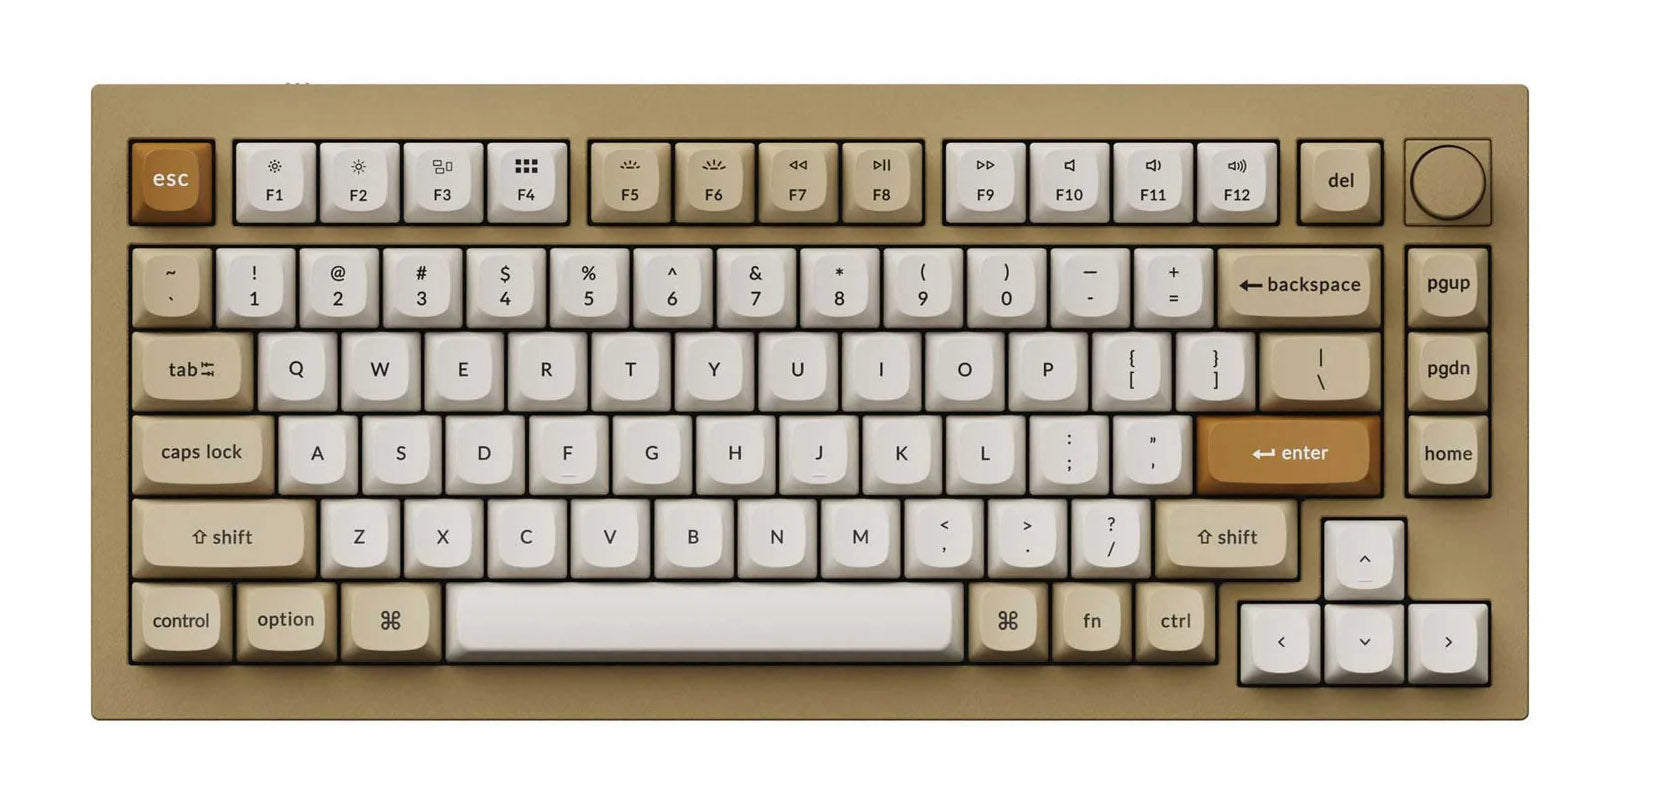 esc F1 F2 F3 F4 F5 F6 F7 F8 F9 F10 F11 F12 del
~ ! @ # $ % ^ & * ( ) — +
` 1 2 3 4 5 6 7 8 9 0 - = ← backspace pgup
tab Q W E R T Y U I O P { [ } ] | \ pgdn
caps lock A S D F G H J K L : ; " ' ↵ enter home
⇧ shift Z X C V B N M < , > . ? / ⇧ shift ^
control option ⌘ ⌘ fn ctrl < ⌄ >